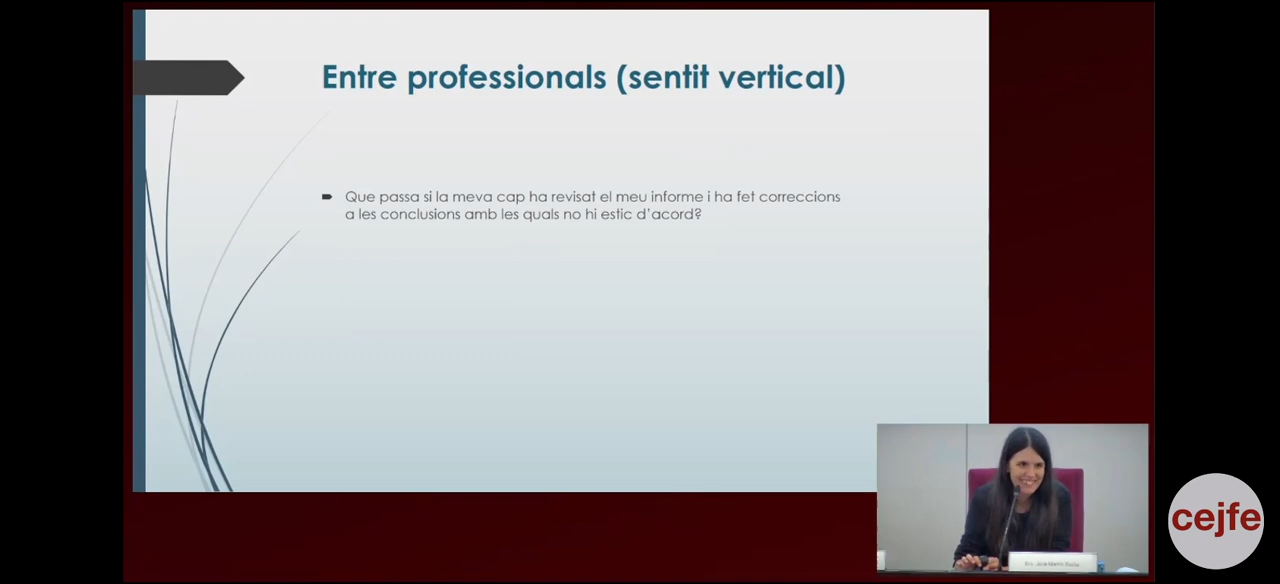 Entre professionals (sentit vertical)
Que passa si la meva cap ha revisat el meu informe i ha fet correccions
a les conclusions amb les quals no hi estic d'acord?
cejfe